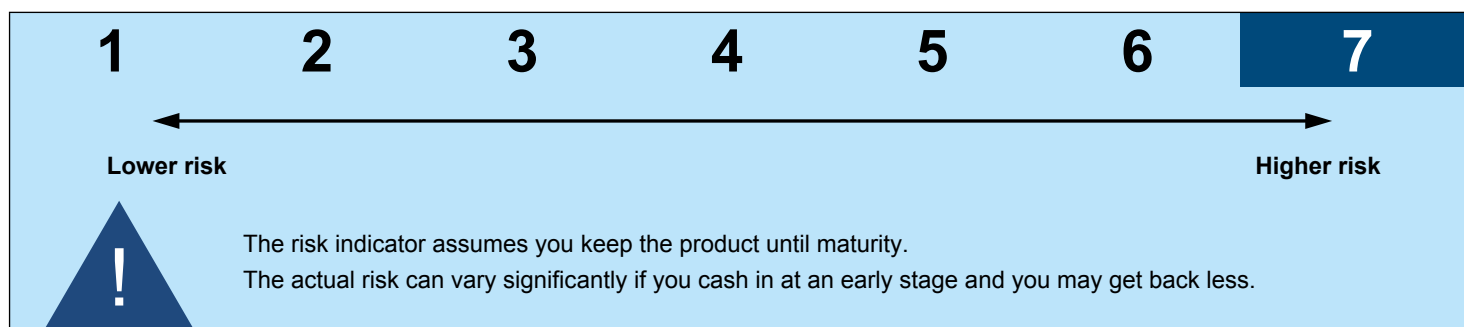 1 2 3 4 5 6 7
Lower risk Higher risk
!
The risk indicator assumes you keep the product until maturity.
The actual risk can vary significantly if you cash in at an early stage and you may get back less.